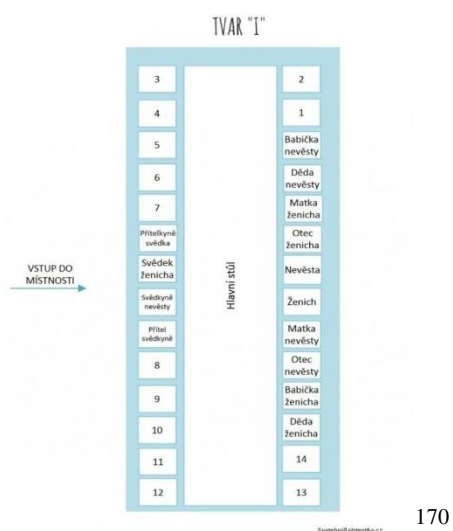 TVAR "I"
3
4
5
6
7
Přítelkyně
svědka
Svědek
ženicha
Svědkyně
nevěsty
Přítel
svědkyně
8
9
10
11
12
VSTUP DO
MÍSTNOSTI
Hlavní stůl
2
1
Babička
nevěsty
Děda
nevěsty
Matka
ženicha
Otec
ženicha
Nevěsta
Ženich
Matka
nevěsty
Otec
nevěsty
Babička
ženicha
Děda
ženicha
14
13
170